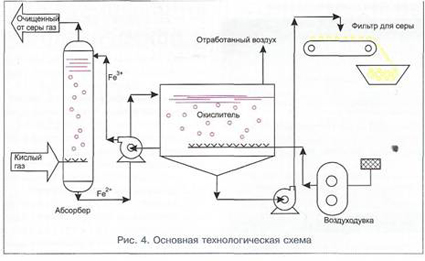 Очищенный
от серы газ
Fe3+
Отработанный воздух
Фильтр для серы
Окислитель
Кислый
газ
Fe2+
Абсорбер
Воздуходувка
Рис. 4. Основная технологическая схема